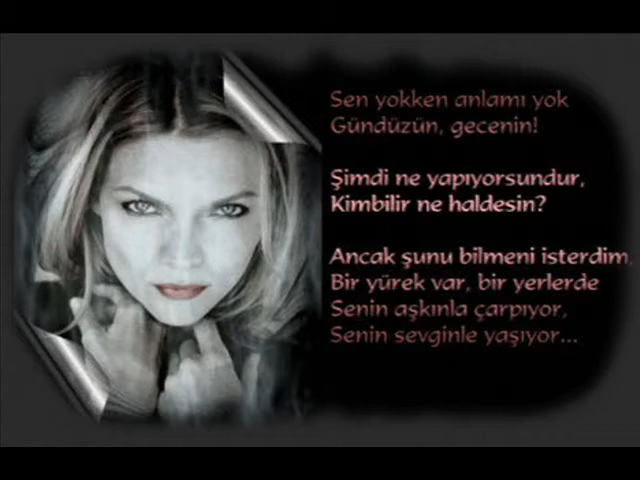 Sen yokken anlamı yok
Gündüzün, gecenin!
Şimdi ne yapıyorsundur,
Kimbilir ne haldesin?
Ancak şunu bilmeni isterdim,
Bir yürek var, bir yerlerde
Senin aşkınla çarpıyor,
Senin sevginle yaşıyor...